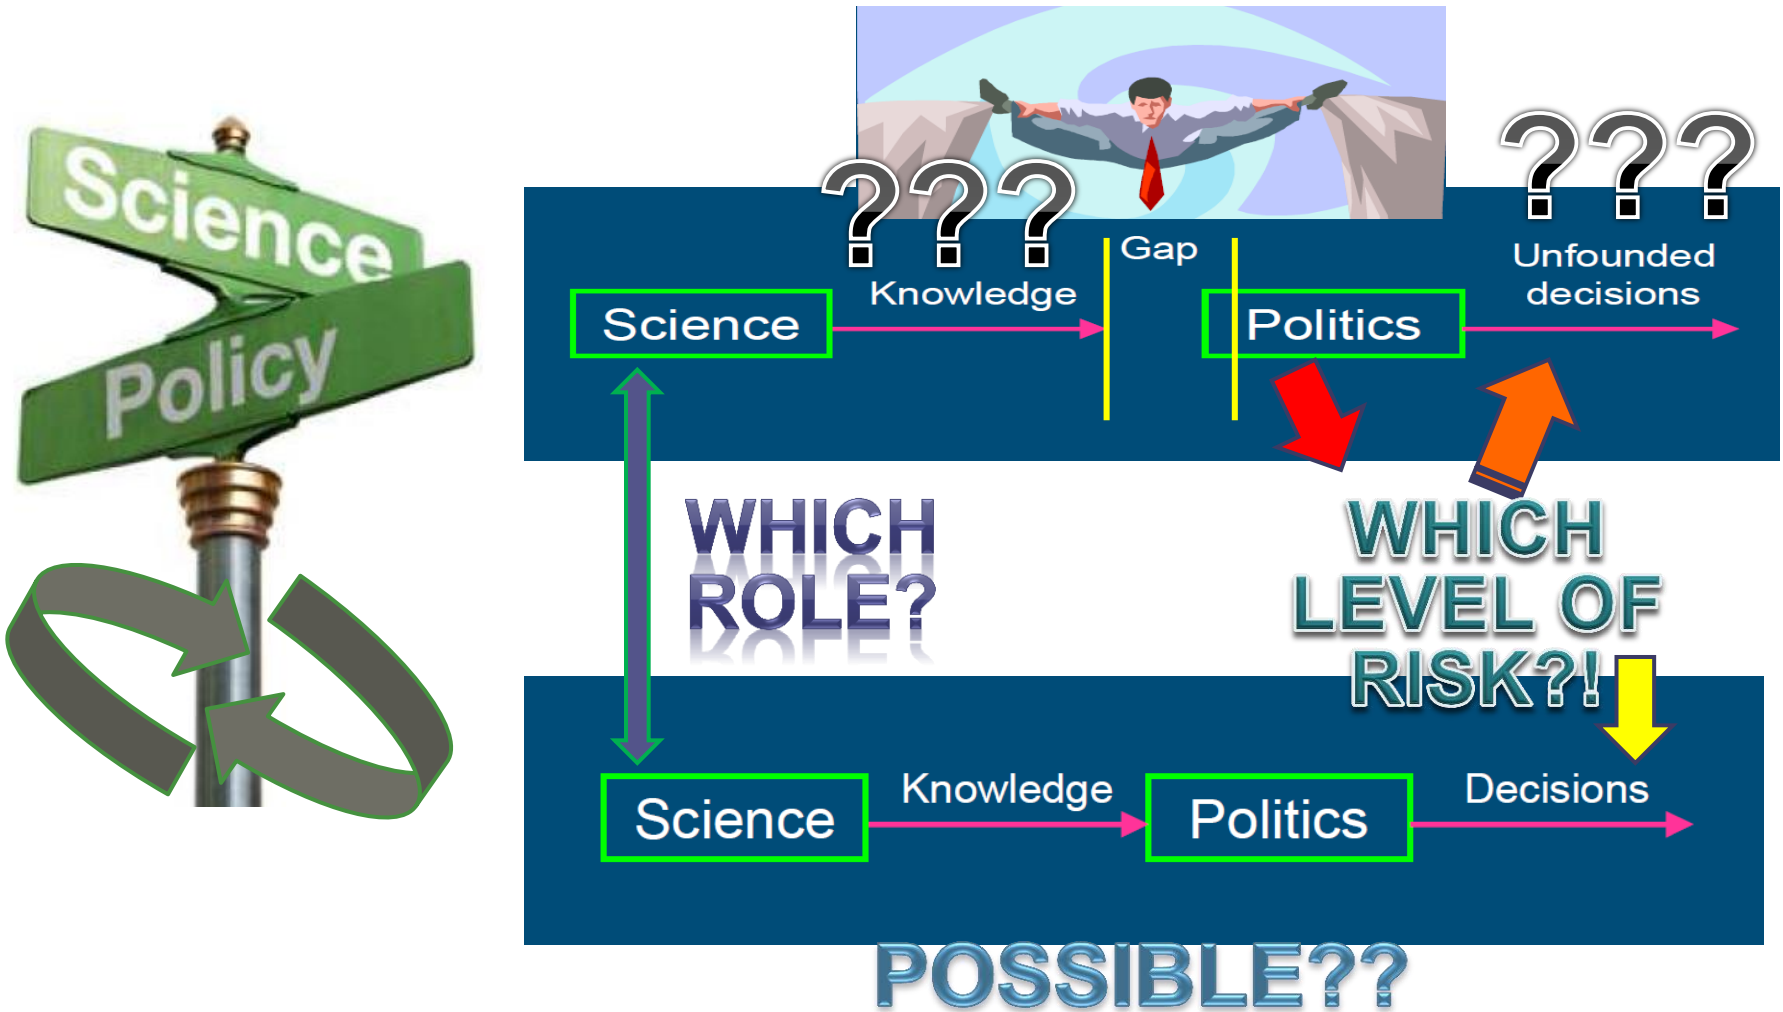 Science
Policy
???
???
Gap
Unfounded
decisions
Knowledge
Science
Politics
WHICH
ROLE?
WHICH
LEVEL OF
RISK?!
Knowledge
Decisions
Science
Politics
POSSIBLE??